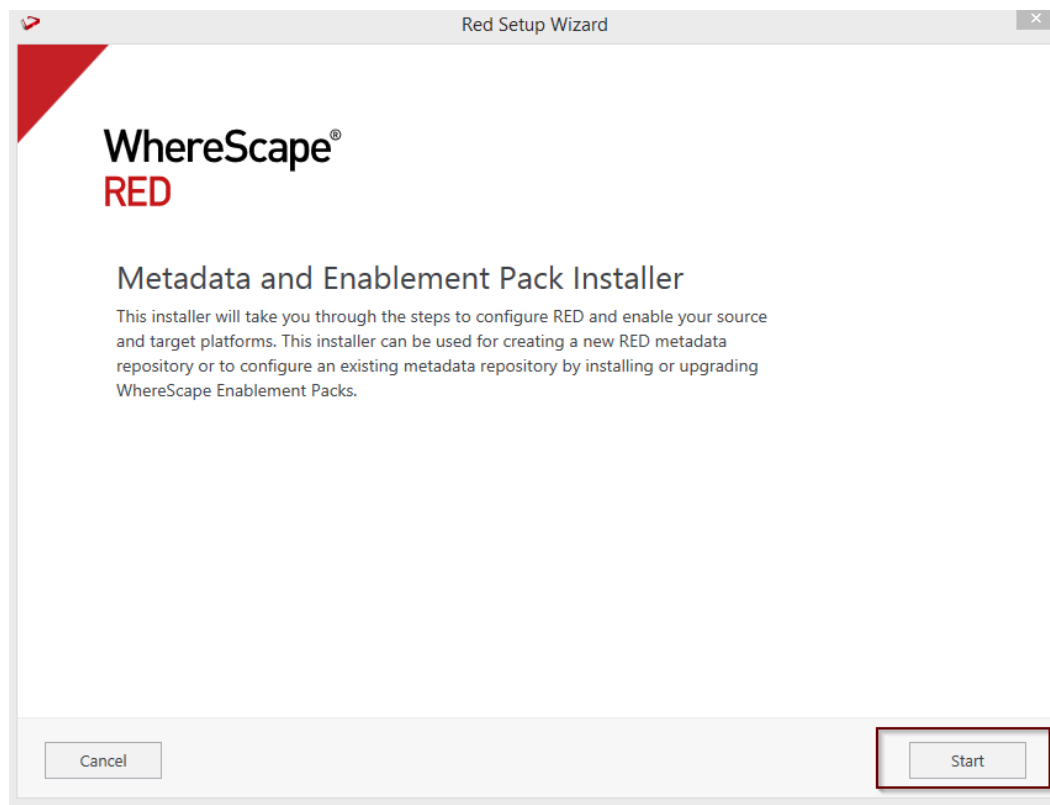 Red Setup Wizard
WhereScape®
RED
Metadata and Enablement Pack Installer
This installer will take you through the steps to configure RED and enable your source
and target platforms. This installer can be used for creating a new RED metadata
repository or to configure an existing metadata repository by installing or upgrading
WhereScape Enablement Packs.
Cancel
Start